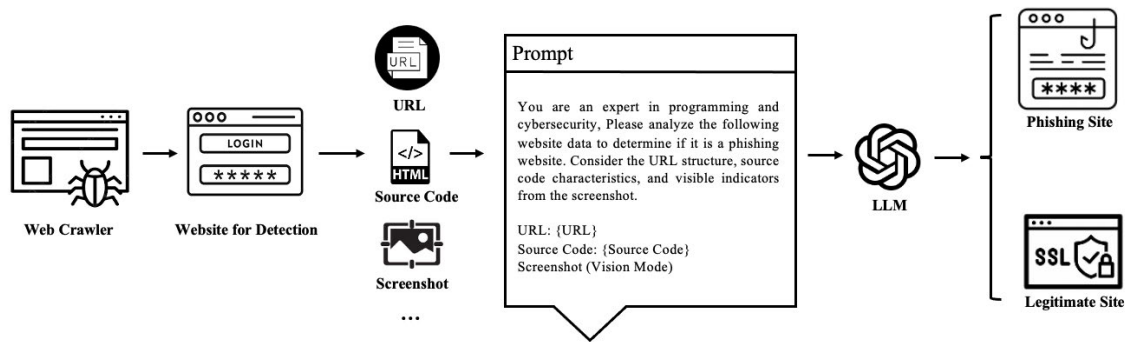 Web Crawler
LOGIN
*****
Website for Detection
URL
URL
</>
HTML
Source Code
Screenshot
...
Prompt
You are an expert in programming and
cybersecurity, Please analyze the following
website data to determine if it is a phishing
website. Consider the URL structure, source
code characteristics, and visible indicators
from the screenshot.
URL: {URL}
Source Code: {Source Code}
Screenshot (Vision Mode)
LLM
****
Phishing Site
SSL
Legitimate Site